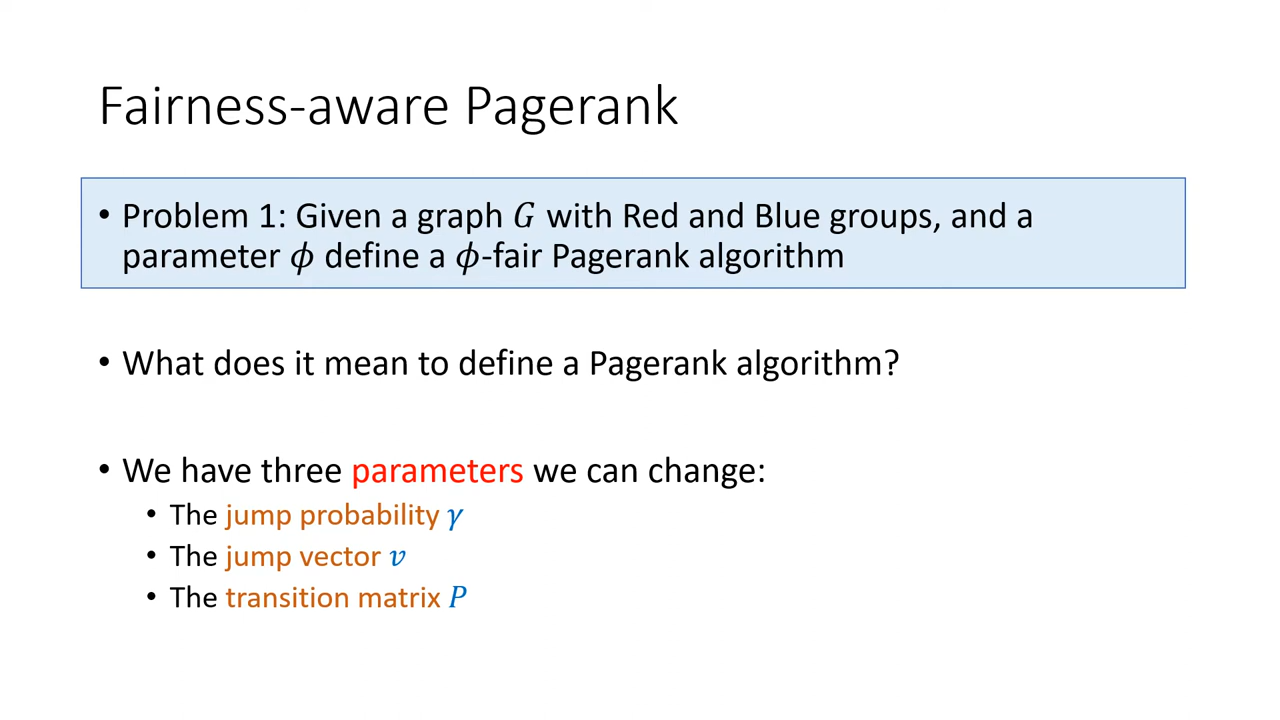 Fairness-aware Pagerank
• Problem 1: Given a graph 𝐺 with Red and Blue groups, and a
parameter 𝜙 define a 𝜙-fair Pagerank algorithm
• What does it mean to define a Pagerank algorithm?
• We have three parameters we can change:
• The jump probability 𝛾
• The jump vector 𝑣
• The transition matrix 𝑃